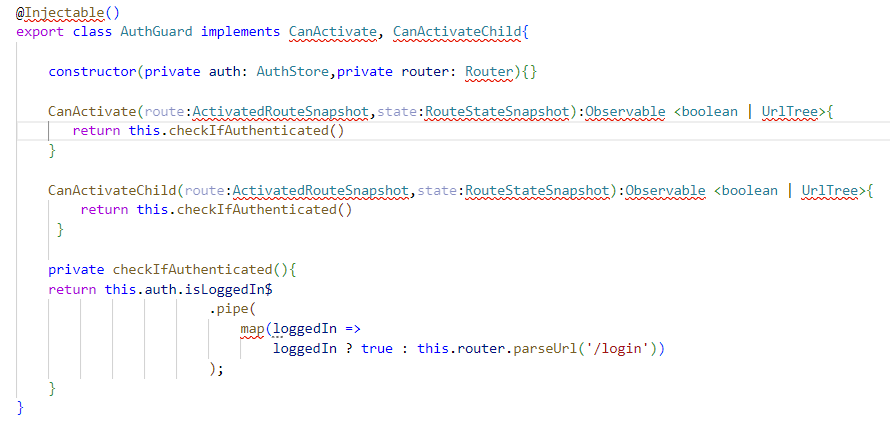 @Injectable()
export class AuthGuard implements CanActivate, CanActivateChild{
constructor(private auth: AuthStore,private router: Router){}
CanActivate(route:ActivatedRouteSnapshot,state:RouteStateSnapshot):Observable <boolean | UrlTree>{
return this.checkIfAuthenticated()
}
CanActivateChild(route:ActivatedRouteSnapshot,state:RouteStateSnapshot):Observable <boolean | UrlTree>{
return this.checkIfAuthenticated()
}
private checkIfAuthenticated(){
return this.auth.isLoggedIn$
.pipe(
map(loggedIn =>
loggedIn ? true : this.router.parseUrl('/login'))
);
}
}